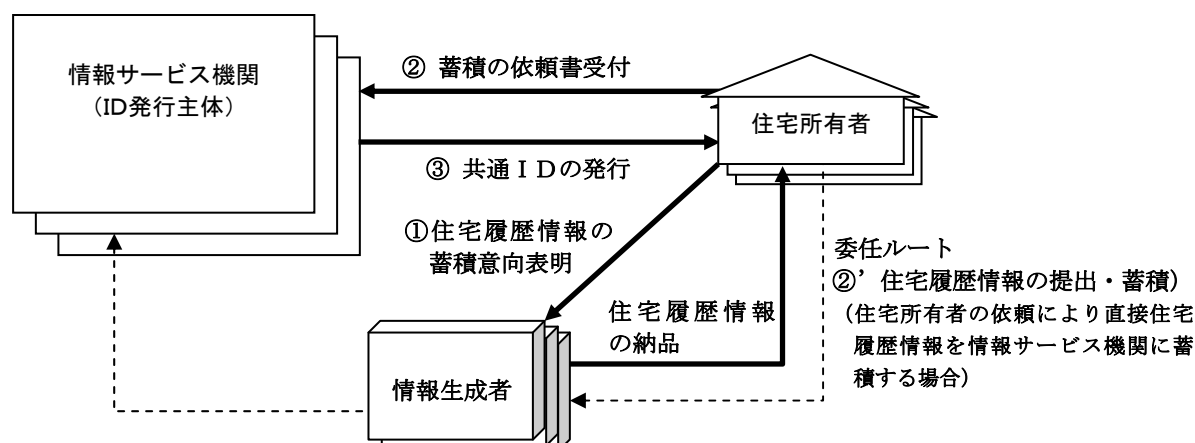 情報サービス機関
（ID発行主体）
② 蓄積の依頼書受付
住宅所有者
③ 共通ＩＤの発行
①住宅履歴情報の
蓄積意向表明
委任ルート
②’住宅履歴情報の提出・蓄積）
（住宅所有者の依頼により直接住宅
履歴情報を情報サービス機関に蓄
積する場合）
住宅履歴情報
の納品
情報生成者